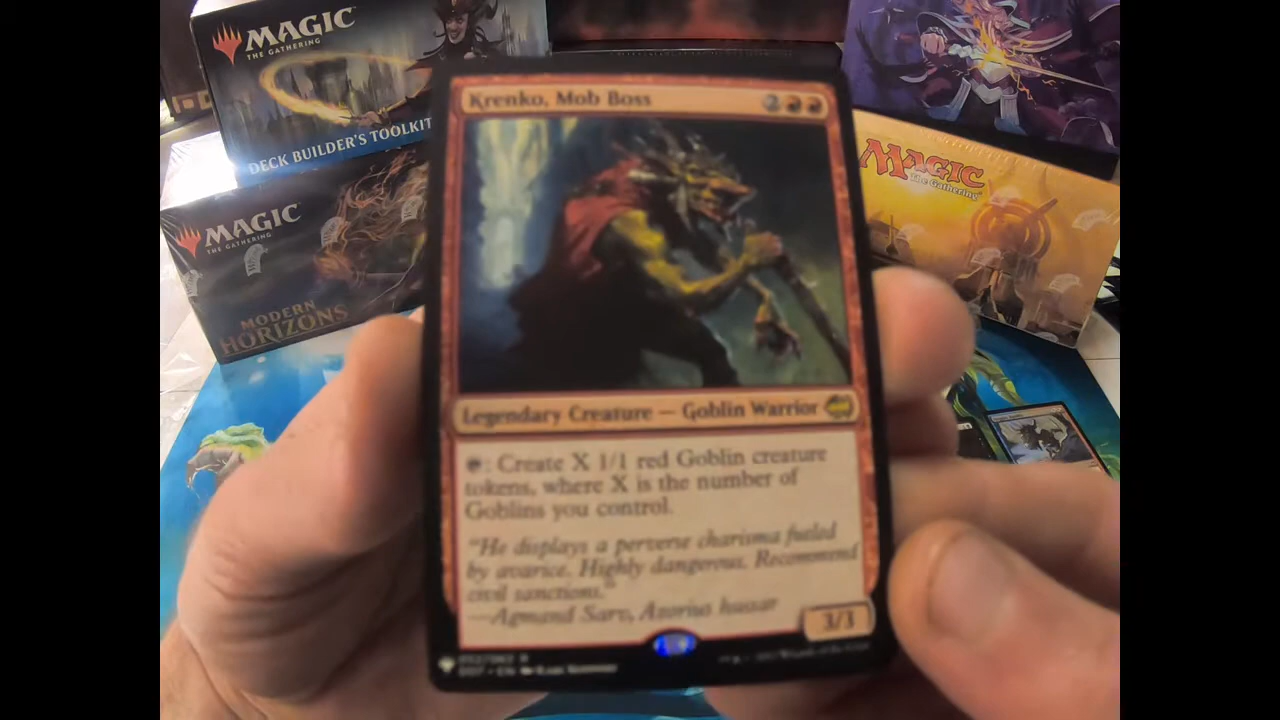 MAGIC
THE GATHERING
DECK BUILDER'S TOOLKIT
MAGIC
THE GATHERING
MODERN
HORIZONS
MAGIC
The Gathering
Krenko, Mob Boss
2
Legendary Creature — Goblin Warrior
: Create X 1/1 red Goblin creature
tokens, where X is the number of
Goblins you control.
"He displays a perverse charisma fueled
by avarice. Highly dangerous. Recommend
civil sanctions."
—Agmand Sarv, Azorius hussar
3/3
EN